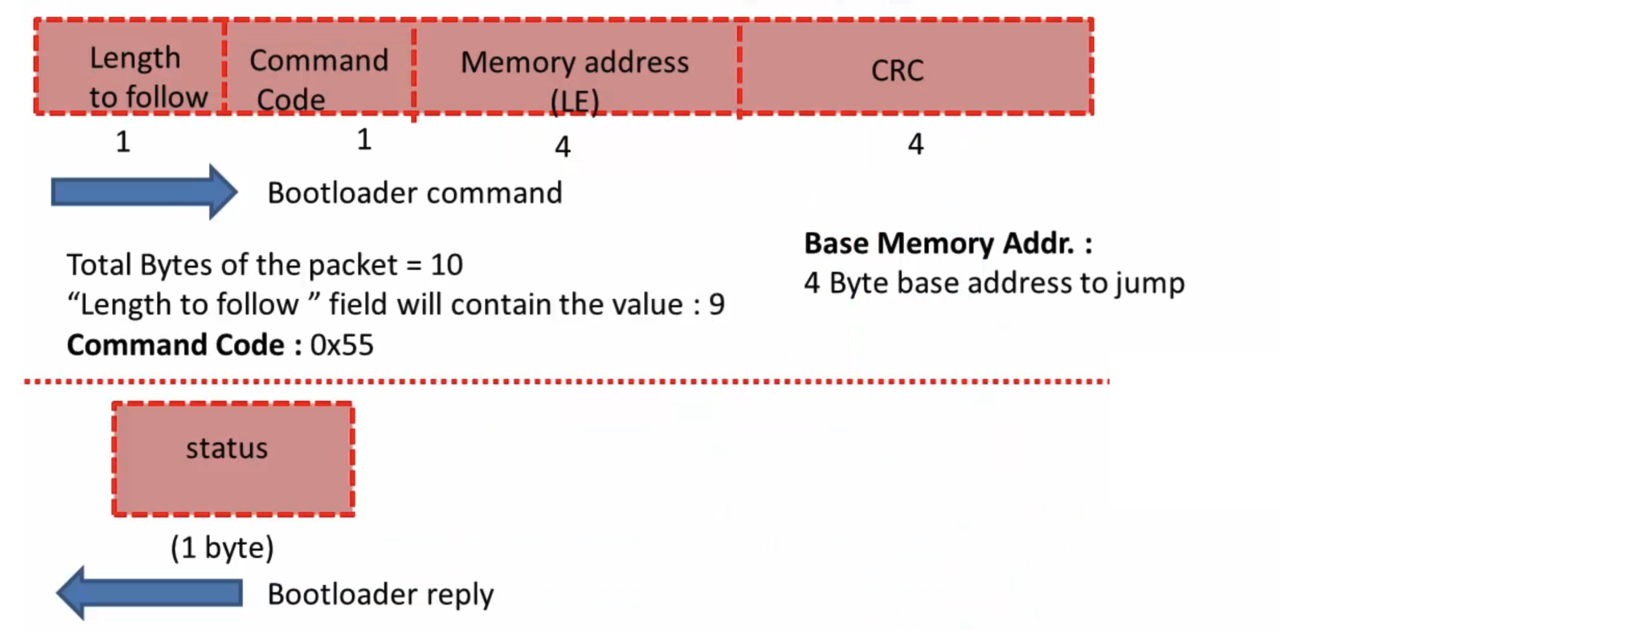 Length
to follow
Command
Code
Memory address
(LE)
CRC
1
1
4
4
Bootloader command
Total Bytes of the packet = 10
“Length to follow ” field will contain the value : 9
Command Code : 0x55
Base Memory Addr. :
4 Byte base address to jump
status
(1 byte)
Bootloader reply